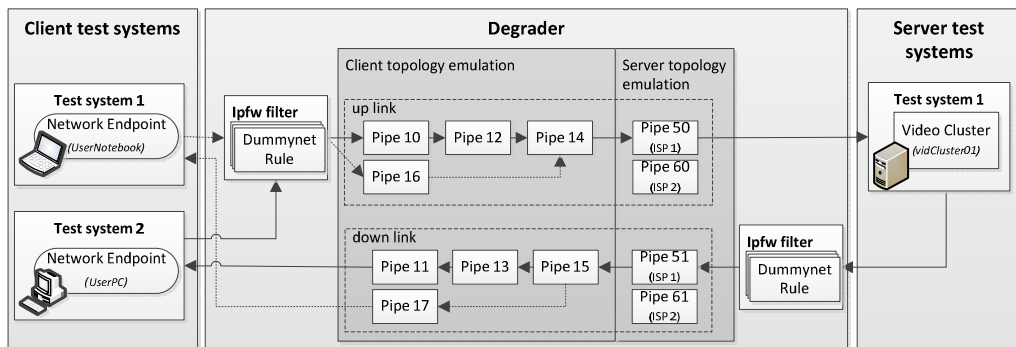 Client test systems
Test system 1
Network Endpoint
(UserNotebook)
Test system 2
Network Endpoint
(UserPC)
Degrader
Ipfw filter
Dummynet
Rule
Client topology emulation
Server topology
emulation
up link
Pipe 10
Pipe 12
Pipe 14
Pipe 16
Pipe 50
(ISP 1)
Pipe 60
(ISP 2)
down link
Pipe 11
Pipe 13
Pipe 15
Pipe 17
Pipe 51
(ISP 1)
Pipe 61
(ISP 2)
Ipfw filter
Dummynet
Rule
Server test
systems
Test system 1
Video Cluster
(vidCluster01)